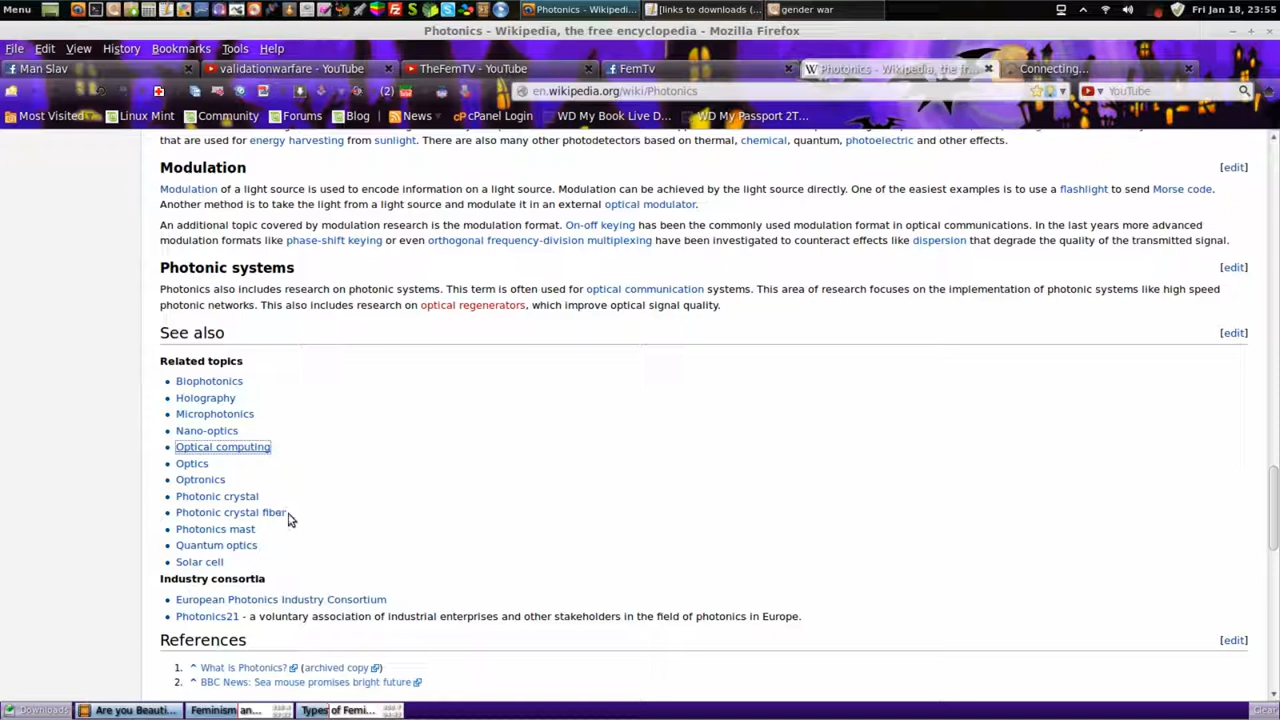 Menu Photonics - Wikipedi... [links to downloads (... gender war Fri Jan 18, 23:55
Photonics - Wikipedia, the free encyclopedia - Mozilla Firefox
File Edit View History Bookmarks Tools Help
Man Slav validationwarfare - YouTube TheFemTV - YouTube FemTv Photonics - Wikipedia, the fr... Connecting...
(2) en.wikipedia.org/wiki/Photonics YouTube
Most Visited Linux Mint Community Forums Blog News cPanel Login WD My Book Live D... WD My Passport 2T...
that are used for energy harvesting from sunlight. There are also many other photodetectors based on thermal, chemical, quantum, photoelectric and other effects.
Modulation [edit]
Modulation of a light source is used to encode information on a light source. Modulation can be achieved by the light source directly. One of the easiest examples is to use a flashlight to send Morse code.
Another method is to take the light from a light source and modulate it in an external optical modulator.
An additional topic covered by modulation research is the modulation format. On-off keying has been the commonly used modulation format in optical communications. In the last years more advanced
modulation formats like phase-shift keying or even orthogonal frequency-division multiplexing have been investigated to counteract effects like dispersion that degrade the quality of the transmitted signal.
Photonic systems [edit]
Photonics also includes research on photonic systems. This term is often used for optical communication systems. This area of research focuses on the implementation of photonic systems like high speed
photonic networks. This also includes research on optical regenerators, which improve optical signal quality.
See also [edit]
Related topics
Biophotonics
Holography
Microphotonics
Nano-optics
Optical computing
Optics
Optronics
Photonic crystal
Photonic crystal fiber
Photonics mast
Quantum optics
Solar cell
Industry consortia
European Photonics Industry Consortium
Photonics21 - a voluntary association of industrial enterprises and other stakeholders in the field of photonics in Europe.
References [edit]
1. ^ What is Photonics? (archived copy)
2. ^ BBC News: Sea mouse promises bright future
Downloads Are you Beauti... Feminism an... Types of Femi... Clear